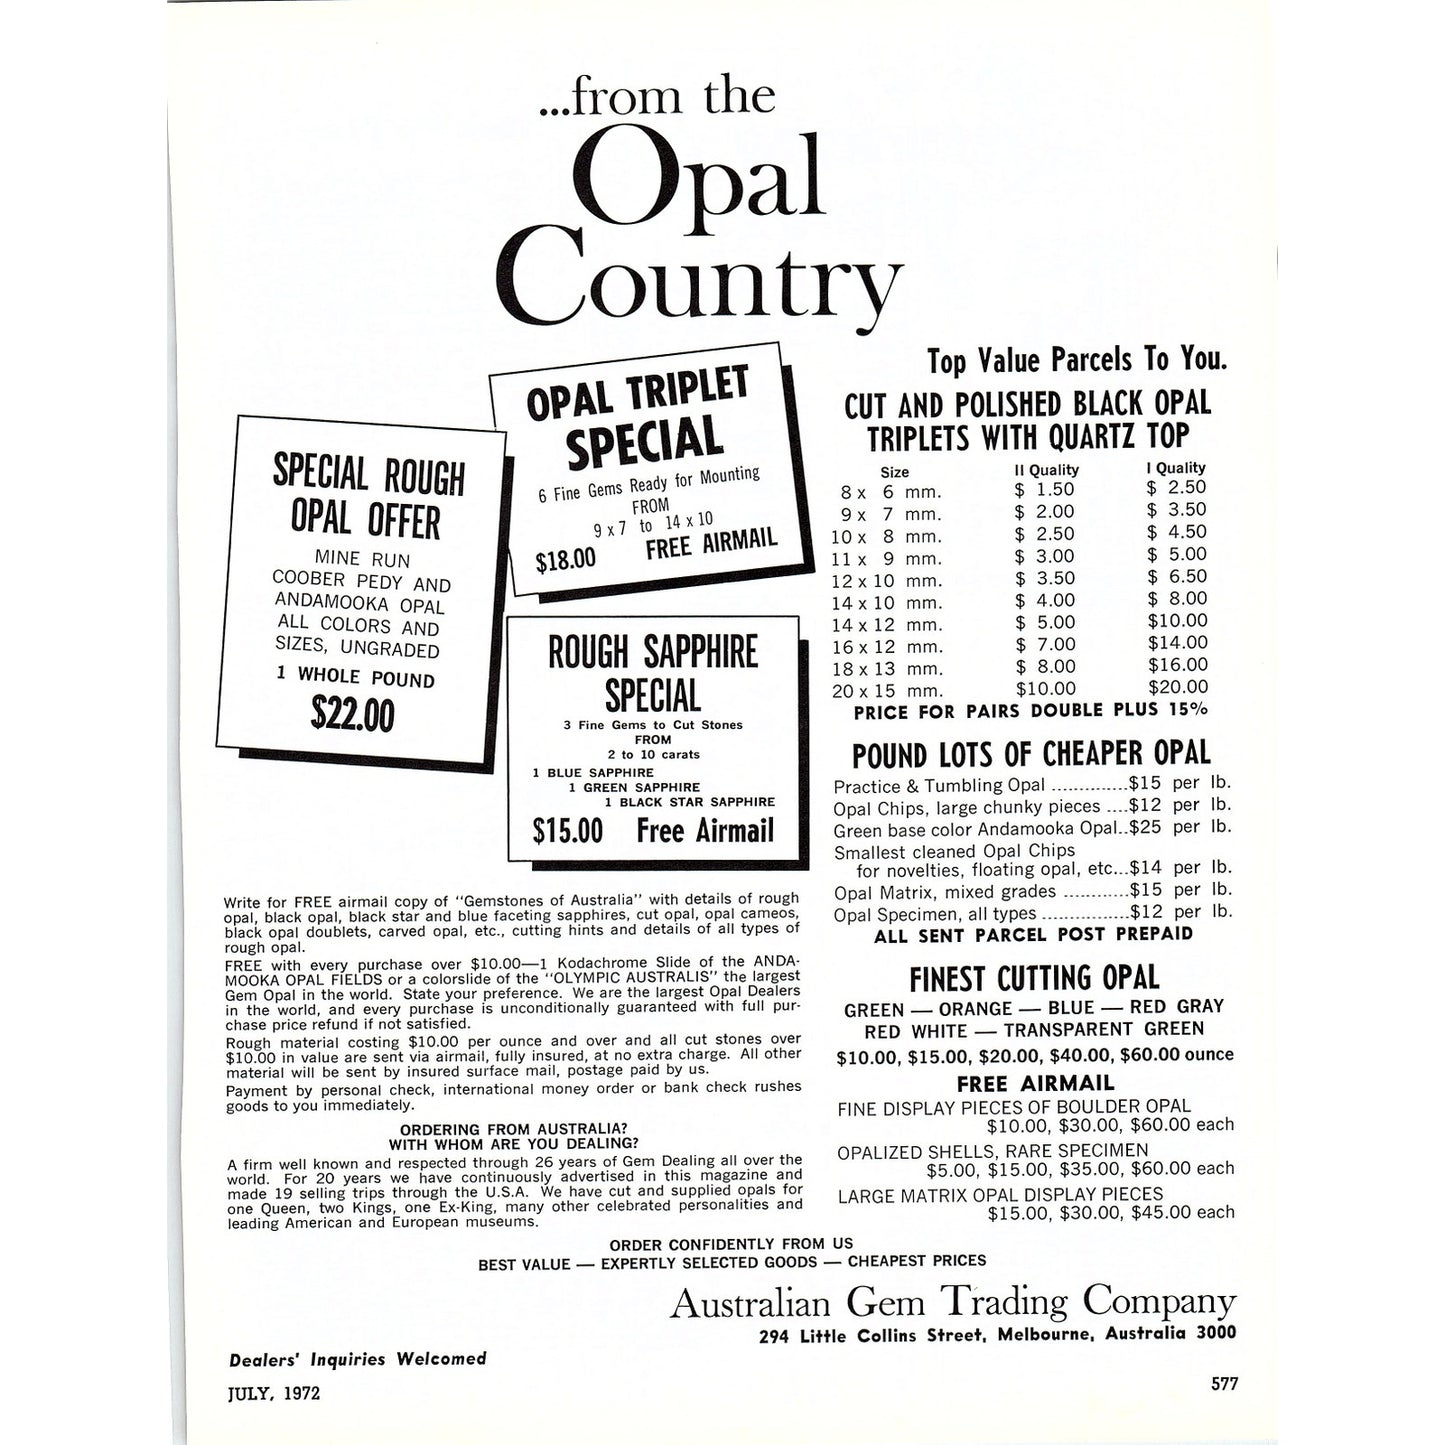 ...from the
Opal
Country
SPECIAL ROUGH
OPAL OFFER
MINE RUN
COOBER PEDY AND
ANDAMOOKA OPAL
ALL COLORS AND
SIZES, UNGRADED
1 WHOLE POUND
$22.00
OPAL TRIPLET
SPECIAL
6 Fine Gems Ready for Mounting
FROM
9 x 7 to 14 x 10
$18.00 FREE AIRMAIL
ROUGH SAPPHIRE
SPECIAL
3 Fine Gems to Cut Stones
FROM
2 to 10 carats
1 BLUE SAPPHIRE
1 GREEN SAPPHIRE
1 BLACK STAR SAPPHIRE
$15.00 Free Airmail
Write for FREE airmail copy of "Gemstones of Australia" with details of rough
opal, black opal, black star and blue faceting sapphires, cut opal, opal cameos,
black opal doublets, carved opal, etc., cutting hints and details of all types of
rough opal.
FREE with every purchase over $10.00—1 Kodachrome Slide of the ANDA-
MOOKA OPAL FIELDS or a colorslide of the "OLYMPIC AUSTRALIS" the largest
Gem Opal in the world. State your preference. We are the largest Opal Dealers
in the world, and every purchase is unconditionally guaranteed with full pur-
chase price refund if not satisfied.
Rough material costing $10.00 per ounce and over and all cut stones over
$10.00 in value are sent via airmail, fully insured, at no extra charge. All other
material will be sent by insured surface mail, postage paid by us.
Payment by personal check, international money order or bank check rushes
goods to you immediately.
ORDERING FROM AUSTRALIA?
WITH WHOM ARE YOU DEALING?
A firm well known and respected through 26 years of Gem Dealing all over the
world. For 20 years we have continuously advertised in this magazine and
made 19 selling trips through the U.S.A. We have cut and supplied opals for
one Queen, two Kings, one Ex-King, many other celebrated personalities and
leading American and European museums.
Top Value Parcels To You.
CUT AND POLISHED BLACK OPAL
TRIPLETS WITH QUARTZ TOP
Size II Quality I Quality
8 x 6 mm. $ 1.50 $ 2.50
9 x 7 mm. $ 2.00 $ 3.50
10 x 8 mm. $ 2.50 $ 4.50
11 x 9 mm. $ 3.00 $ 5.00
12 x 10 mm. $ 3.50 $ 6.50
14 x 10 mm. $ 4.00 $ 8.00
14 x 12 mm. $ 5.00 $10.00
16 x 12 mm. $ 7.00 $14.00
18 x 13 mm. $ 8.00 $16.00
20 x 15 mm. $10.00 $20.00
PRICE FOR PAIRS DOUBLE PLUS 15%
POUND LOTS OF CHEAPER OPAL
Practice & Tumbling Opal ..............$15 per lb.
Opal Chips, large chunky pieces ....$12 per lb.
Green base color Andamooka Opal..$25 per lb.
Smallest cleaned Opal Chips
for novelties, floating opal, etc...$14 per lb.
Opal Matrix, mixed grades ............$15 per lb.
Opal Specimen, all types ................$12 per lb.
ALL SENT PARCEL POST PREPAID
FINEST CUTTING OPAL
GREEN — ORANGE — BLUE — RED GRAY
RED WHITE — TRANSPARENT GREEN
$10.00, $15.00, $20.00, $40.00, $60.00 ounce
FREE AIRMAIL
FINE DISPLAY PIECES OF BOULDER OPAL
$10.00, $30.00, $60.00 each
OPALIZED SHELLS, RARE SPECIMEN
$5.00, $15.00, $35.00, $60.00 each
LARGE MATRIX OPAL DISPLAY PIECES
$15.00, $30.00, $45.00 each
ORDER CONFIDENTLY FROM US
BEST VALUE — EXPERTLY SELECTED GOODS — CHEAPEST PRICES
Australian Gem Trading Company
294 Little Collins Street, Melbourne, Australia 3000
Dealers' Inquiries Welcomed
JULY, 1972
577